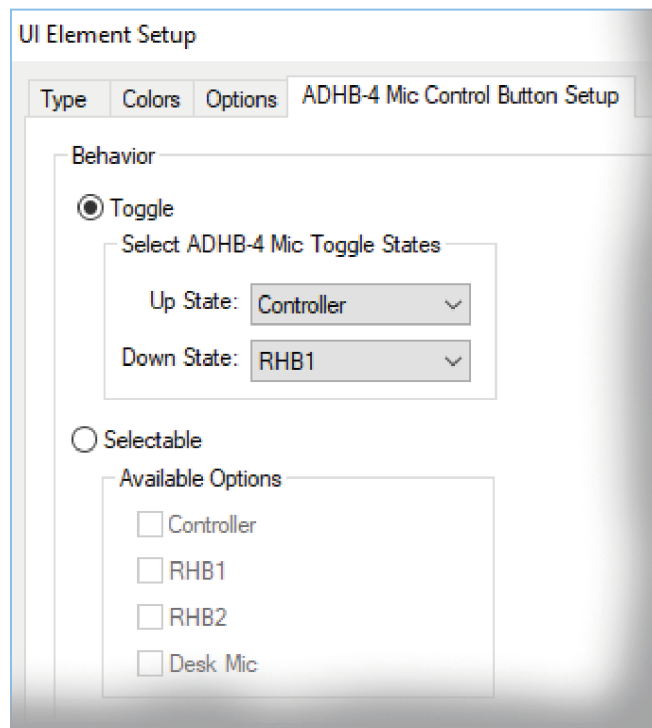 UI Element Setup
Type Colors Options ADHB-4 Mic Control Button Setup
Behavior
Toggle
Select ADHB-4 Mic Toggle States
Up State: Controller
Down State: RHB1
Selectable
Available Options
Controller
RHB1
RHB2
Desk Mic